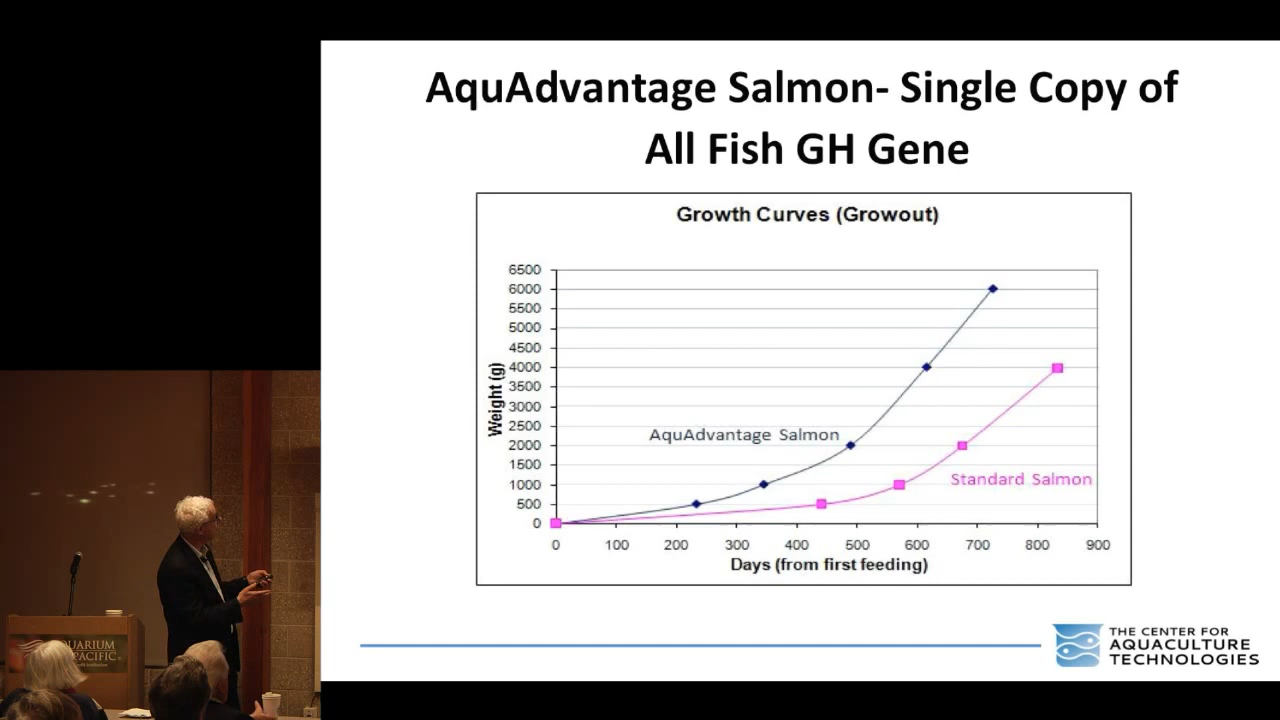 AquAdvantage Salmon- Single Copy of
All Fish GH Gene
Growth Curves (Growout)
6500
6000
5500
5000
4500
4000
3500
3000
2500
2000
1500
1000
500
0
Weight (g)
AquAdvantage Salmon
Standard Salmon
0 100 200 300 400 500 600 700 800 900
Days (from first feeding)
THE CENTER FOR
AQUACULTURE
TECHNOLOGIES
PACIFIC